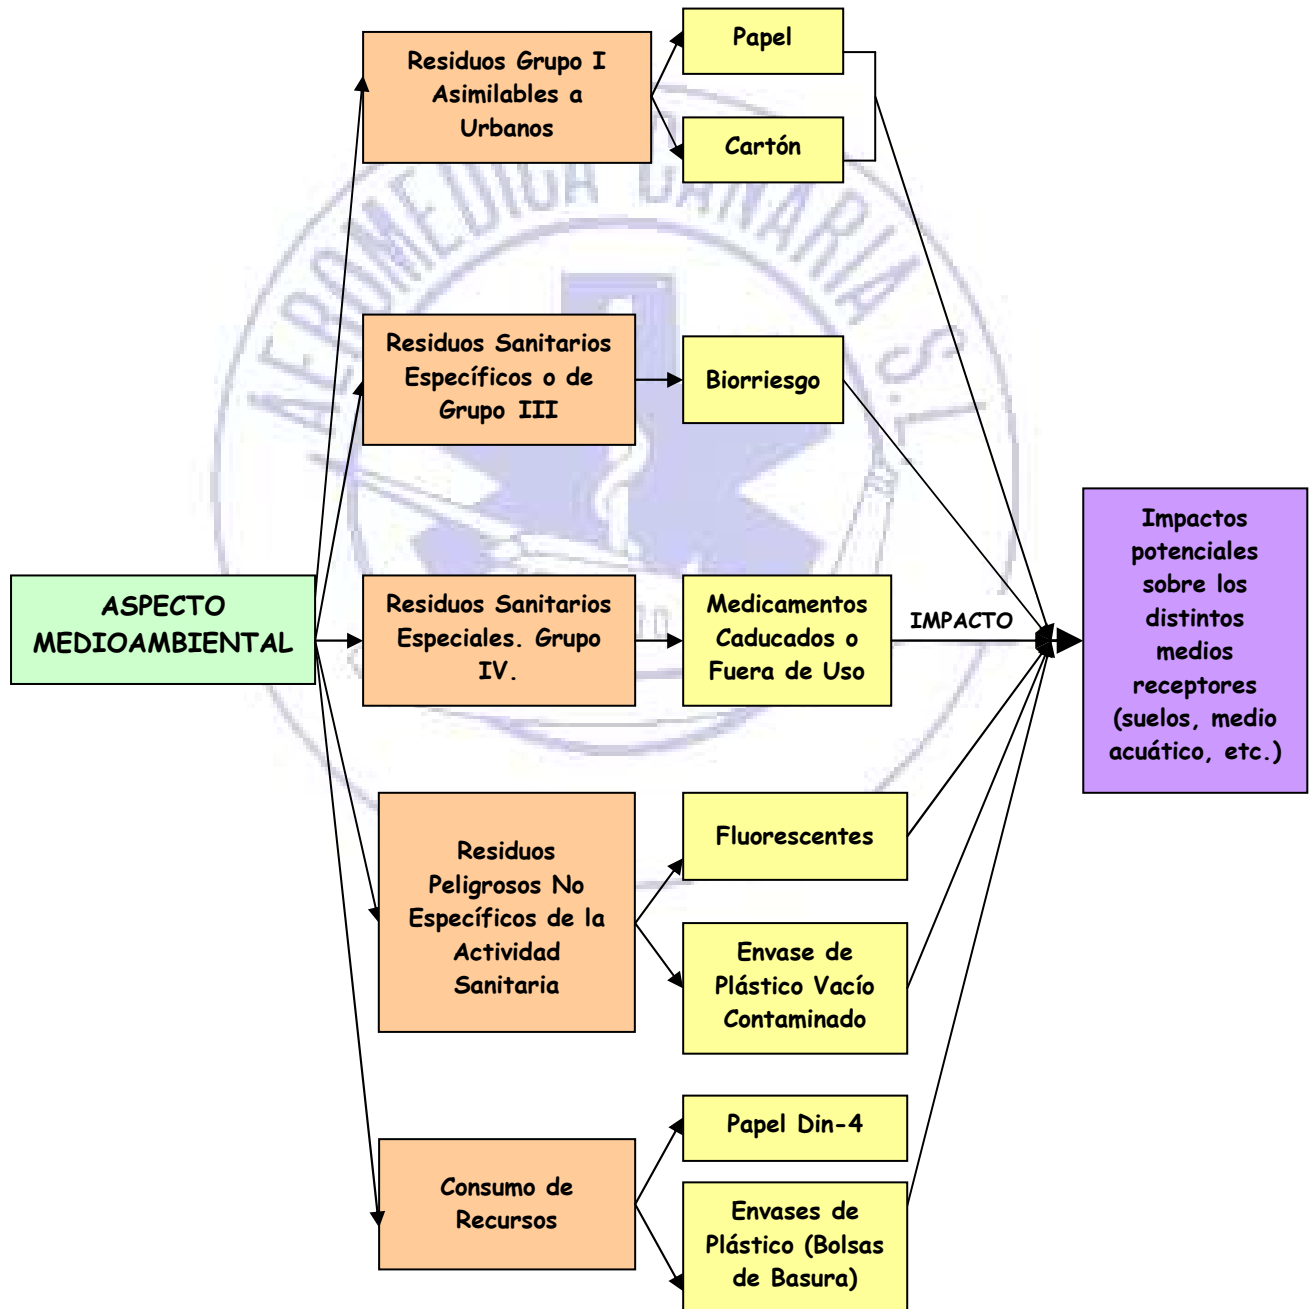 Papel
Residuos Grupo I
Asimilables a
Urbanos
Cartón
AEROMEDICA CANARIA S.L.
Residuos Sanitarios
Específicos o de
Grupo III
Biorriesgo
Impactos
potenciales
sobre los
distintos
medios
receptores
(suelos, medio
acuático, etc.)
ASPECTO
MEDIOAMBIENTAL
Residuos Sanitarios
Especiales. Grupo
IV.
Medicamentos
Caducados o
Fuera de Uso
IMPACTO
Residuos
Peligrosos No
Específicos de la
Actividad
Sanitaria
Fluorescentes
Envase de
Plástico Vacío
Contaminado
Consumo de
Recursos
Papel Din-4
Envases de
Plástico (Bolsas
de Basura)